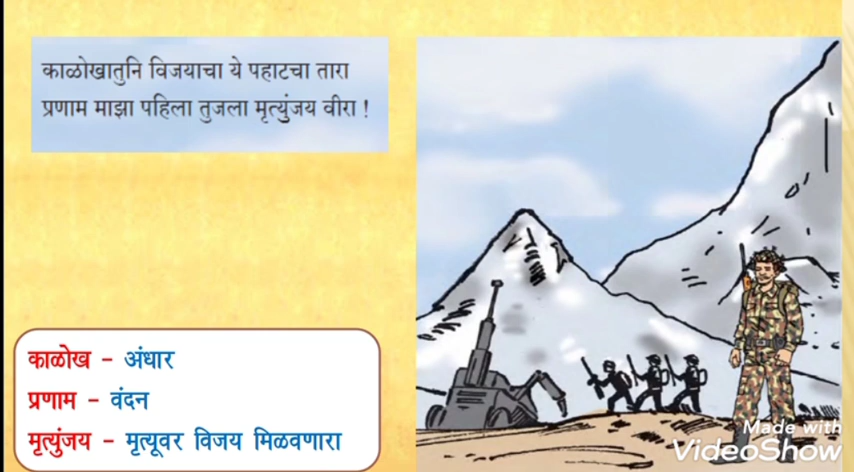 काळोखातुनि विजयाचा ये पहाटचा तारा
प्रणाम माझा पहिला तुजला मृत्युंजय वीरा !
काळोख - अंधार
प्रणाम - वंदन
मृत्युंजय - मृत्यूवर विजय मिळवणारा
Made with
VideoShow